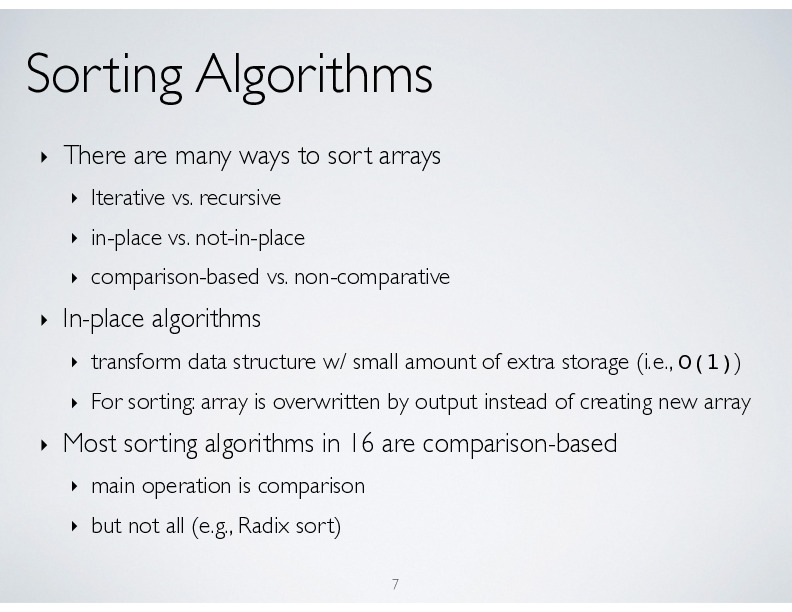 Sorting Algorithms
‣ There are many ways to sort arrays
‣ Iterative vs. recursive
‣ in-place vs. not-in-place
‣ comparison-based vs. non-comparative
‣ In-place algorithms
‣ transform data structure w/ small amount of extra storage (i.e., O(1))
‣ For sorting: array is overwritten by output instead of creating new array
‣ Most sorting algorithms in 16 are comparison-based
‣ main operation is comparison
‣ but not all (e.g., Radix sort)
7